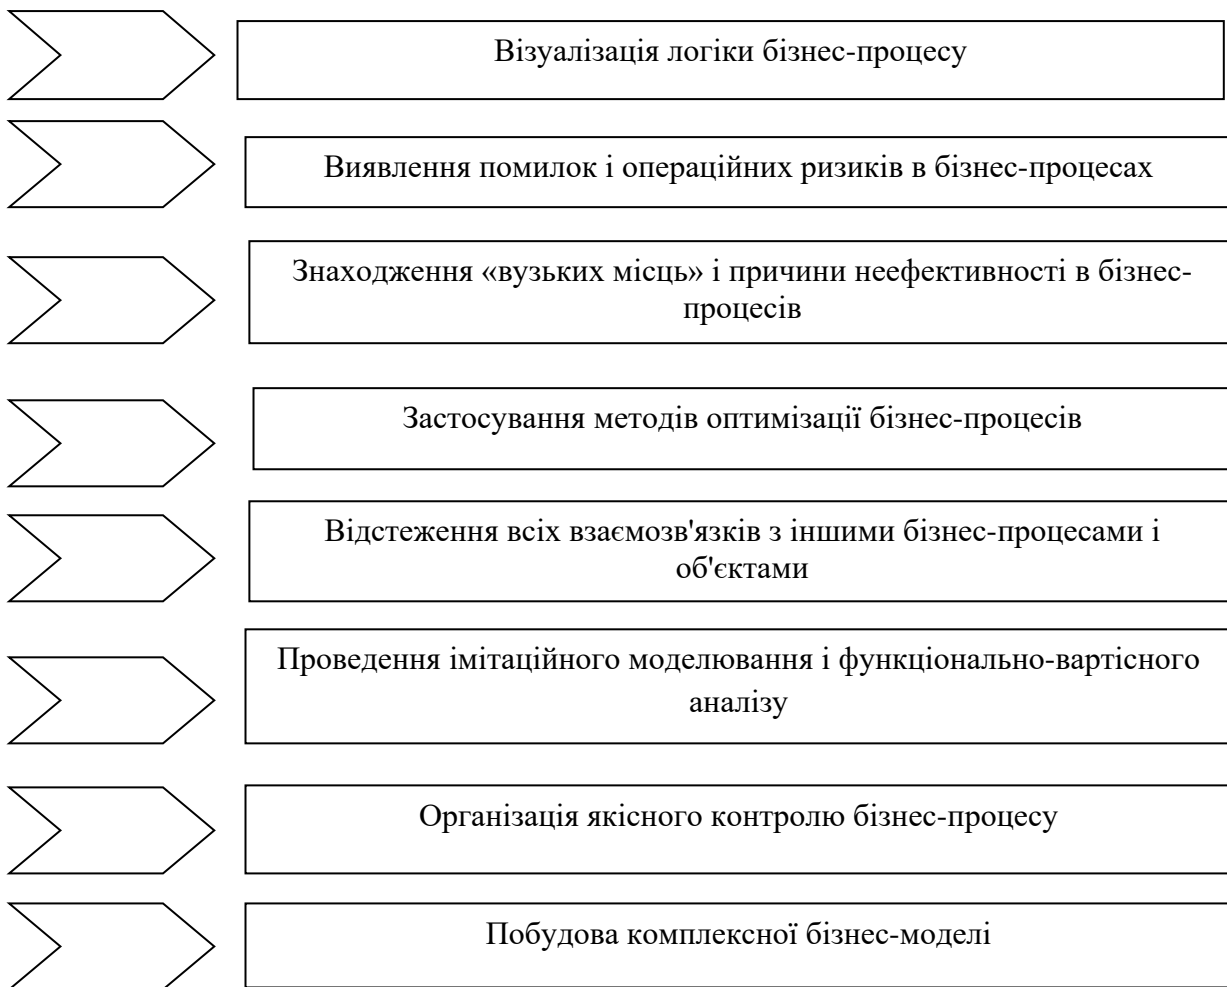 Візуалізація логіки бізнес-процесу
Виявлення помилок і операційних ризиків в бізнес-процесах
Знаходження «вузьких місць» і причини неефективності в бізнес-
процесів
Застосування методів оптимізації бізнес-процесів
Відстеження всіх взаємозв'язків з іншими бізнес-процесами і
об'єктами
Проведення імітаційного моделювання і функціонально-вартісного
аналізу
Організація якісного контролю бізнес-процесу
Побудова комплексної бізнес-моделі